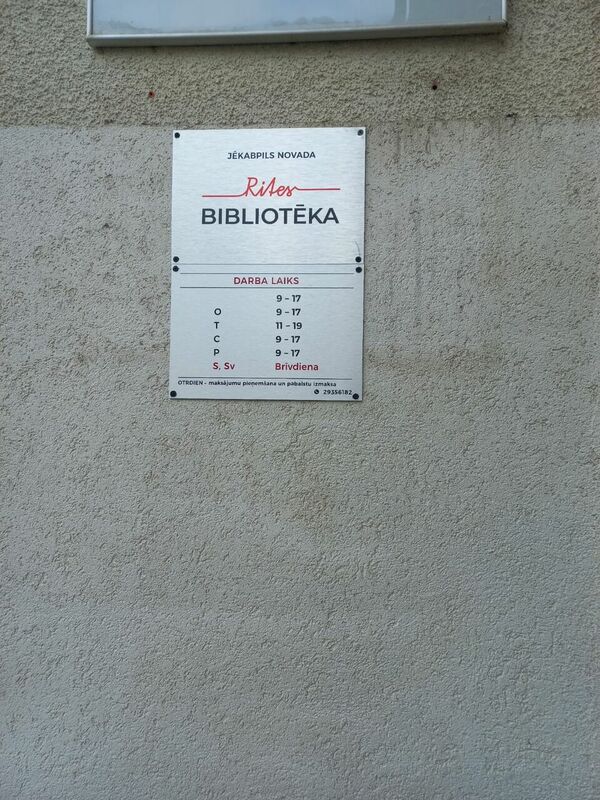 JĒKABPILS NOVADA
Rites
BIBLIOTĒKA
DARBA LAIKS
9 – 17
O 9 – 17
T 11 – 19
C 9 – 17
P 9 – 17
S, Sv Brīvdiena
OTRDIEN - maksājumu pieņemšana un pabalstu izmaksa
29356182